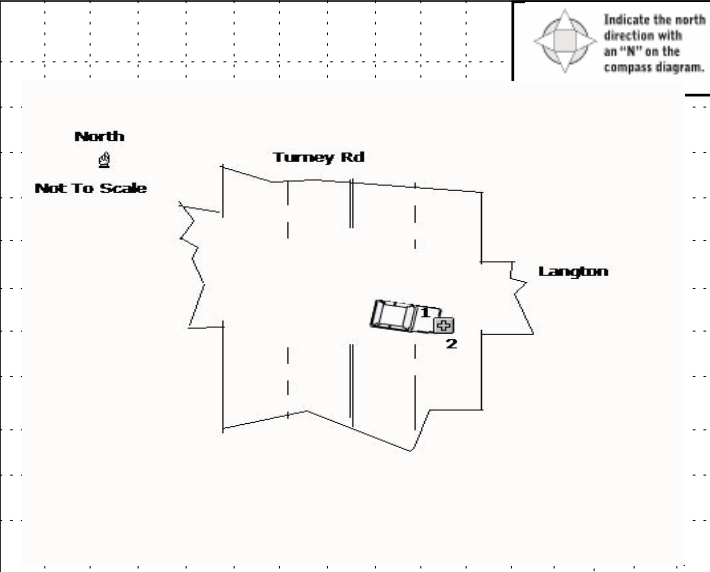 Indicate the north
direction with
an “N” on the
compass diagram.
North
Not To Scale
Turney Rd
Langton
1
2